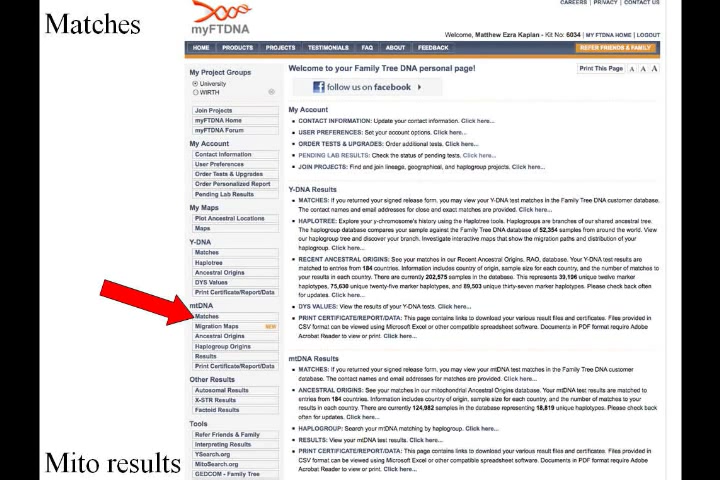 Matches
myFTDNA
CAREERS | PRIVACY | CONTACT US
Welcome, Matthew Ezra Kaplan - Kit No: 6034 | MY FTDNA HOME | LOGOUT
HOME PRODUCTS PROJECTS TESTIMONIALS FAQ ABOUT FEEDBACK REFER FRIENDS & FAMILY
My Project Groups
University
WIRTH
Join Projects
myFTDNA Home
myFTDNA Forum
My Account
Contact Information
User Preferences
Order Tests & Upgrades
Order Personalized Report
Pending Lab Results
My Maps
Plot Ancestral Locations
Maps
Y-DNA
Matches
Haplotree
Ancestral Origins
DYS Values
Print Certificate/Report/Data
mtDNA
Matches
Migration Maps NEW
Ancestral Origins
Haplogroup Origins
Results
Print Certificate/Report/Data
Other Results
Autosomal Results
X-STR Results
Factoid Results
Tools
Refer Friends & Family
Interpreting Results
YSearch.org
MitoSearch.org
GEDCOM - Family Tree
Welcome to your Family Tree DNA personal page!
Print This Page A A A
f follow us on facebook
My Account
CONTACT INFORMATION: Update your contact information. Click here...
USER PREFERENCES: Set your account options. Click here...
ORDER TESTS & UPGRADES: Order additional tests. Click here...
PENDING LAB RESULTS: Check the status of pending tests. Click here...
JOIN PROJECTS: Find and join lineage, geographical, and haplogroup projects. Click here...
Y-DNA Results
MATCHES: If you returned your signed release form, you may view your Y-DNA test matches in the Family Tree DNA customer database.
The contact names and email addresses for close and exact matches are provided. Click here...
HAPLOTREE: Explore your y-chromosome's history using the Haplotree tools. Haplogroups are branches of our shared ancestral tree.
The haplogroup database compares your sample against the Family Tree DNA database of 52,354 samples from around the world. View
our haplogroup tree and discover your branch. Investigate interactive maps that show the migration paths and distribution of your
haplogroup. Click here...
RECENT ANCESTRAL ORIGINS: See your matches in our Recent Ancestral Origins, RAO, database. Your Y-DNA test results are
matched to entries from 184 countries. Information includes country of origin, sample size for each country, and the number of matches to
your results in each country. There are currently 202,575 samples in the database. This represents 39,196 unique twelve marker
haplotypes, 75,630 unique twenty-five marker haplotypes, and 89,503 unique thirty-seven marker haplotypes. Please check back often
for updates. Click here...
DYS VALUES: View the results of your Y-DNA tests. Click here...
PRINT CERTIFICATE/REPORT/DATA: This page contains links to download your various result files and certificates. Files provided in
CSV format can be viewed using Microsoft Excel or other compatible spreadsheet software. Documents in PDF format require Adobe
Acrobat Reader to view or print. Click here...
mtDNA Results
MATCHES: If you returned your signed release form, you may view your mtDNA test matches in the Family Tree DNA customer
database. The contact names and email addresses for matches are provided. Click here...
ANCESTRAL ORIGINS: See your matches in our mitochondrial Ancestral Origins database. Your mtDNA test results are matched to
entries from 184 countries. Information includes country of origin, sample size for each country, and the number of matches to your
results in each country. There are currently 124,982 samples in the database representing 18,819 unique haplotypes. Please check back
often for updates. Click here...
HAPLOGROUP: Search your mtDNA matching by haplogroup. Click here...
RESULTS: View your mtDNA test results. Click here...
PRINT CERTIFICATE/REPORT/DATA: This page contains links to download your various result files and certificates. Files provided in
CSV format can be viewed using Microsoft Excel or other compatible spreadsheet software. Documents in PDF format require Adobe
Acrobat Reader to view or print. Click here...
Mito results